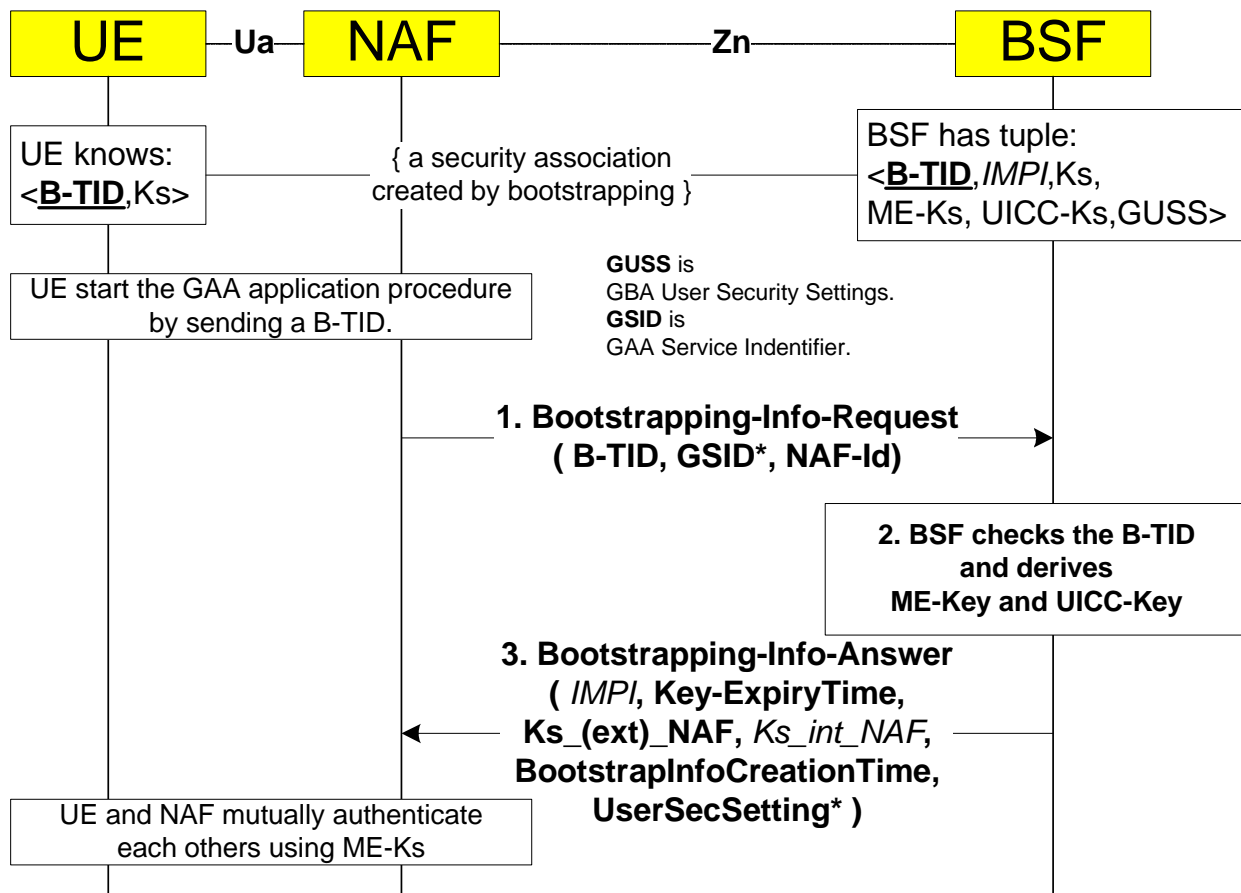 UE
Ua
NAF
Zn
BSF
UE knows:
<B-TID,Ks>
{ a security association
created by bootstrapping }
BSF has tuple:
<B-TID,IMPI,Ks,
ME-Ks, UICC-Ks,GUSS>
UE start the GAA application procedure
by sending a B-TID.
GUSS is
GBA User Security Settings.
GSID is
GAA Service Indentifier.
1. Bootstrapping-Info-Request
( B-TID, GSID*, NAF-Id)
2. BSF checks the B-TID
and derives
ME-Key and UICC-Key
3. Bootstrapping-Info-Answer
( IMPI, Key-ExpiryTime,
Ks_(ext)_NAF, Ks_int_NAF,
BootstrapInfoCreationTime,
UserSecSetting* )
UE and NAF mutually authenticate
each others using ME-Ks